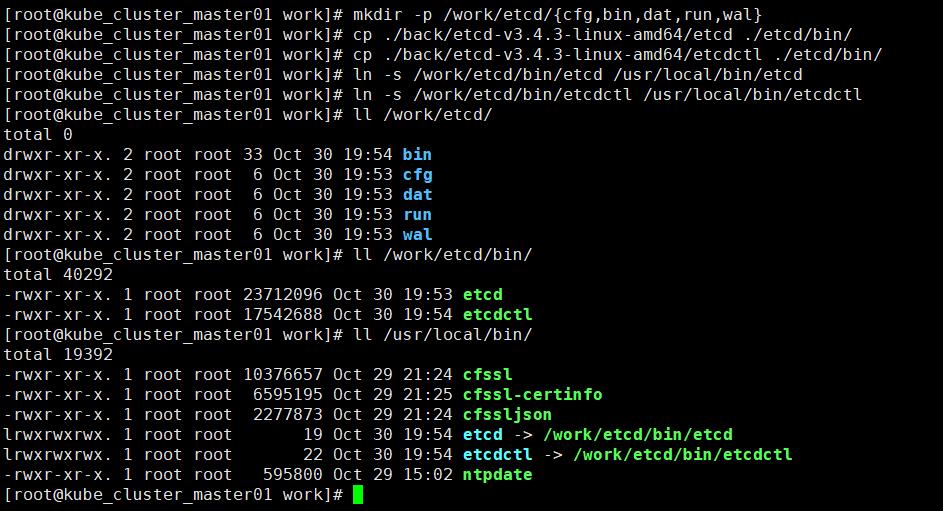 [root@kube_cluster_master01 work]# mkdir -p /work/etcd/{cfg,bin,dat,run,wal}
[root@kube_cluster_master01 work]# cp ./back/etcd-v3.4.3-linux-amd64/etcd ./etcd/bin/
[root@kube_cluster_master01 work]# cp ./back/etcd-v3.4.3-linux-amd64/etcdctl ./etcd/bin/
[root@kube_cluster_master01 work]# ln -s /work/etcd/bin/etcd /usr/local/bin/etcd
[root@kube_cluster_master01 work]# ln -s /work/etcd/bin/etcdctl /usr/local/bin/etcdctl
[root@kube_cluster_master01 work]# ll /work/etcd/
total 0
drwxr-xr-x. 2 root root 33 Oct 30 19:54 bin
drwxr-xr-x. 2 root root  6 Oct 30 19:53 cfg
drwxr-xr-x. 2 root root  6 Oct 30 19:53 dat
drwxr-xr-x. 2 root root  6 Oct 30 19:53 run
drwxr-xr-x. 2 root root  6 Oct 30 19:53 wal
[root@kube_cluster_master01 work]# ll /work/etcd/bin/
total 40292
-rwxr-xr-x. 1 root root 23712096 Oct 30 19:53 etcd
-rwxr-xr-x. 1 root root 17542688 Oct 30 19:54 etcdctl
[root@kube_cluster_master01 work]# ll /usr/local/bin/
total 19392
-rwxr-xr-x. 1 root root 10376657 Oct 29 21:24 cfssl
-rwxr-xr-x. 1 root root  6595195 Oct 29 21:25 cfssl-certinfo
-rwxr-xr-x. 1 root root  2277873 Oct 29 21:24 cfssljson
lrwxrwxrwx. 1 root root       19 Oct 30 19:54 etcd -> /work/etcd/bin/etcd
lrwxrwxrwx. 1 root root       22 Oct 30 19:54 etcdctl -> /work/etcd/bin/etcdctl
-rwxr-xr-x. 1 root root   595800 Oct 29 15:02 ntpdate
[root@kube_cluster_master01 work]#